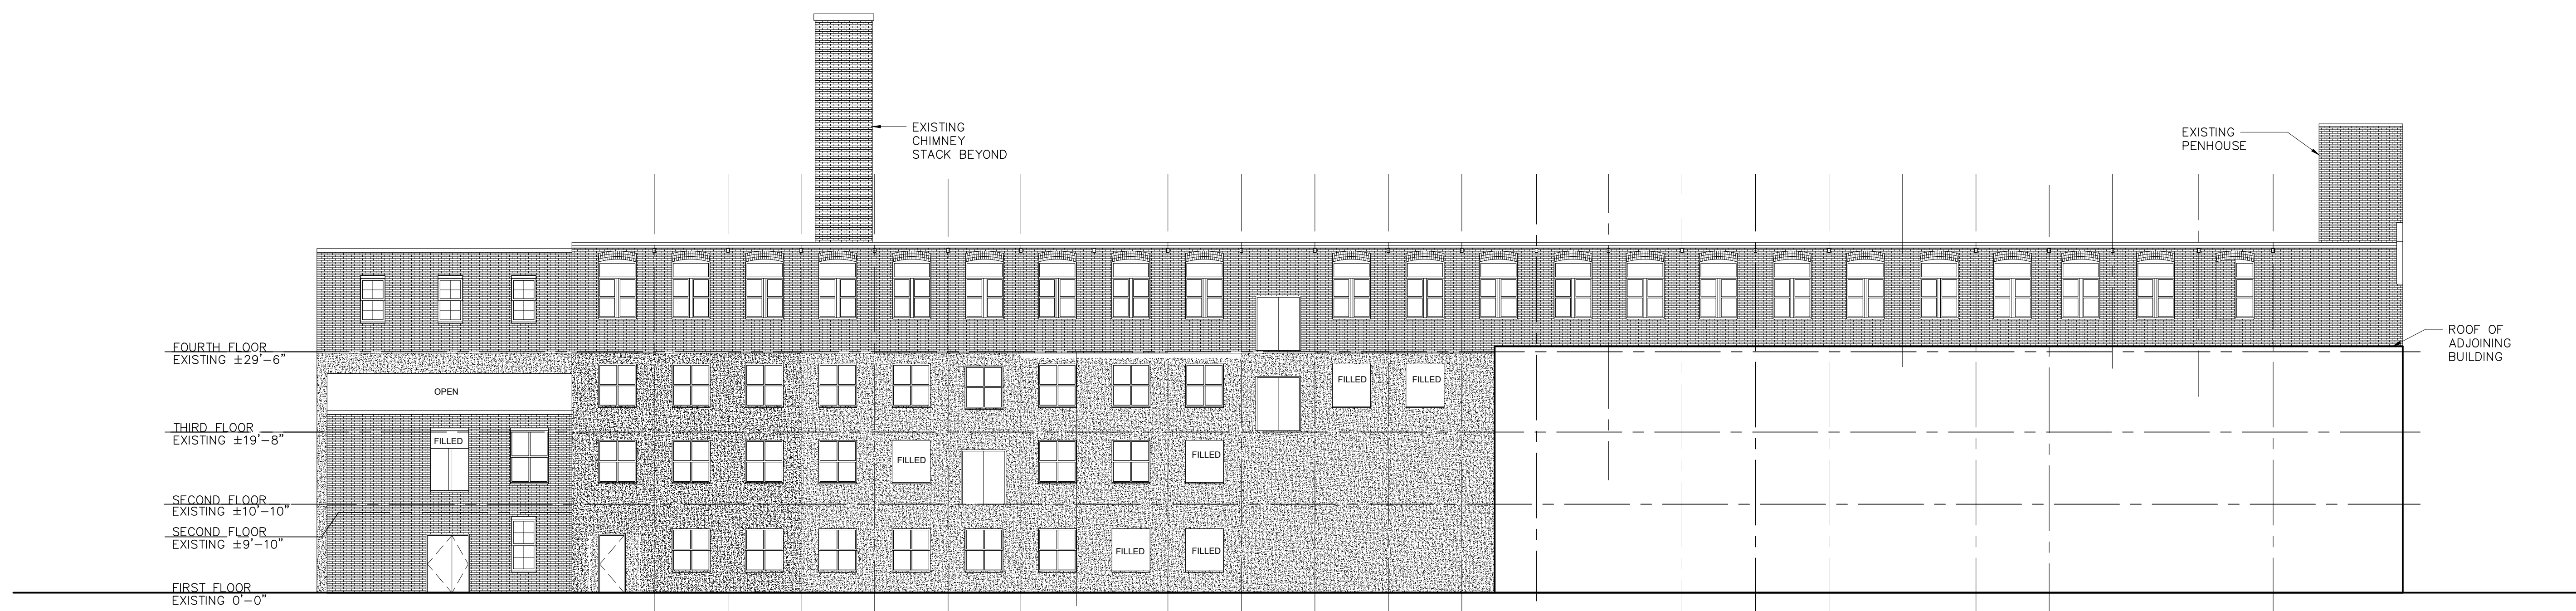 EXISTING
CHIMNEY
STACK BEYOND
EXISTING
PENHOUSE
FOURTH FLOOR
EXISTING ±29'-6"
ROOF OF
ADJOINING
BUILDING
OPEN
FILLED
FILLED
THIRD FLOOR
EXISTING ±19'-8"
FILLED
FILLED
FILLED
SECOND FLOOR
EXISTING ±10'-10"
SECOND FLOOR
EXISTING ±9'-10"
FILLED
FILLED
FIRST FLOOR
EXISTING 0'-0"